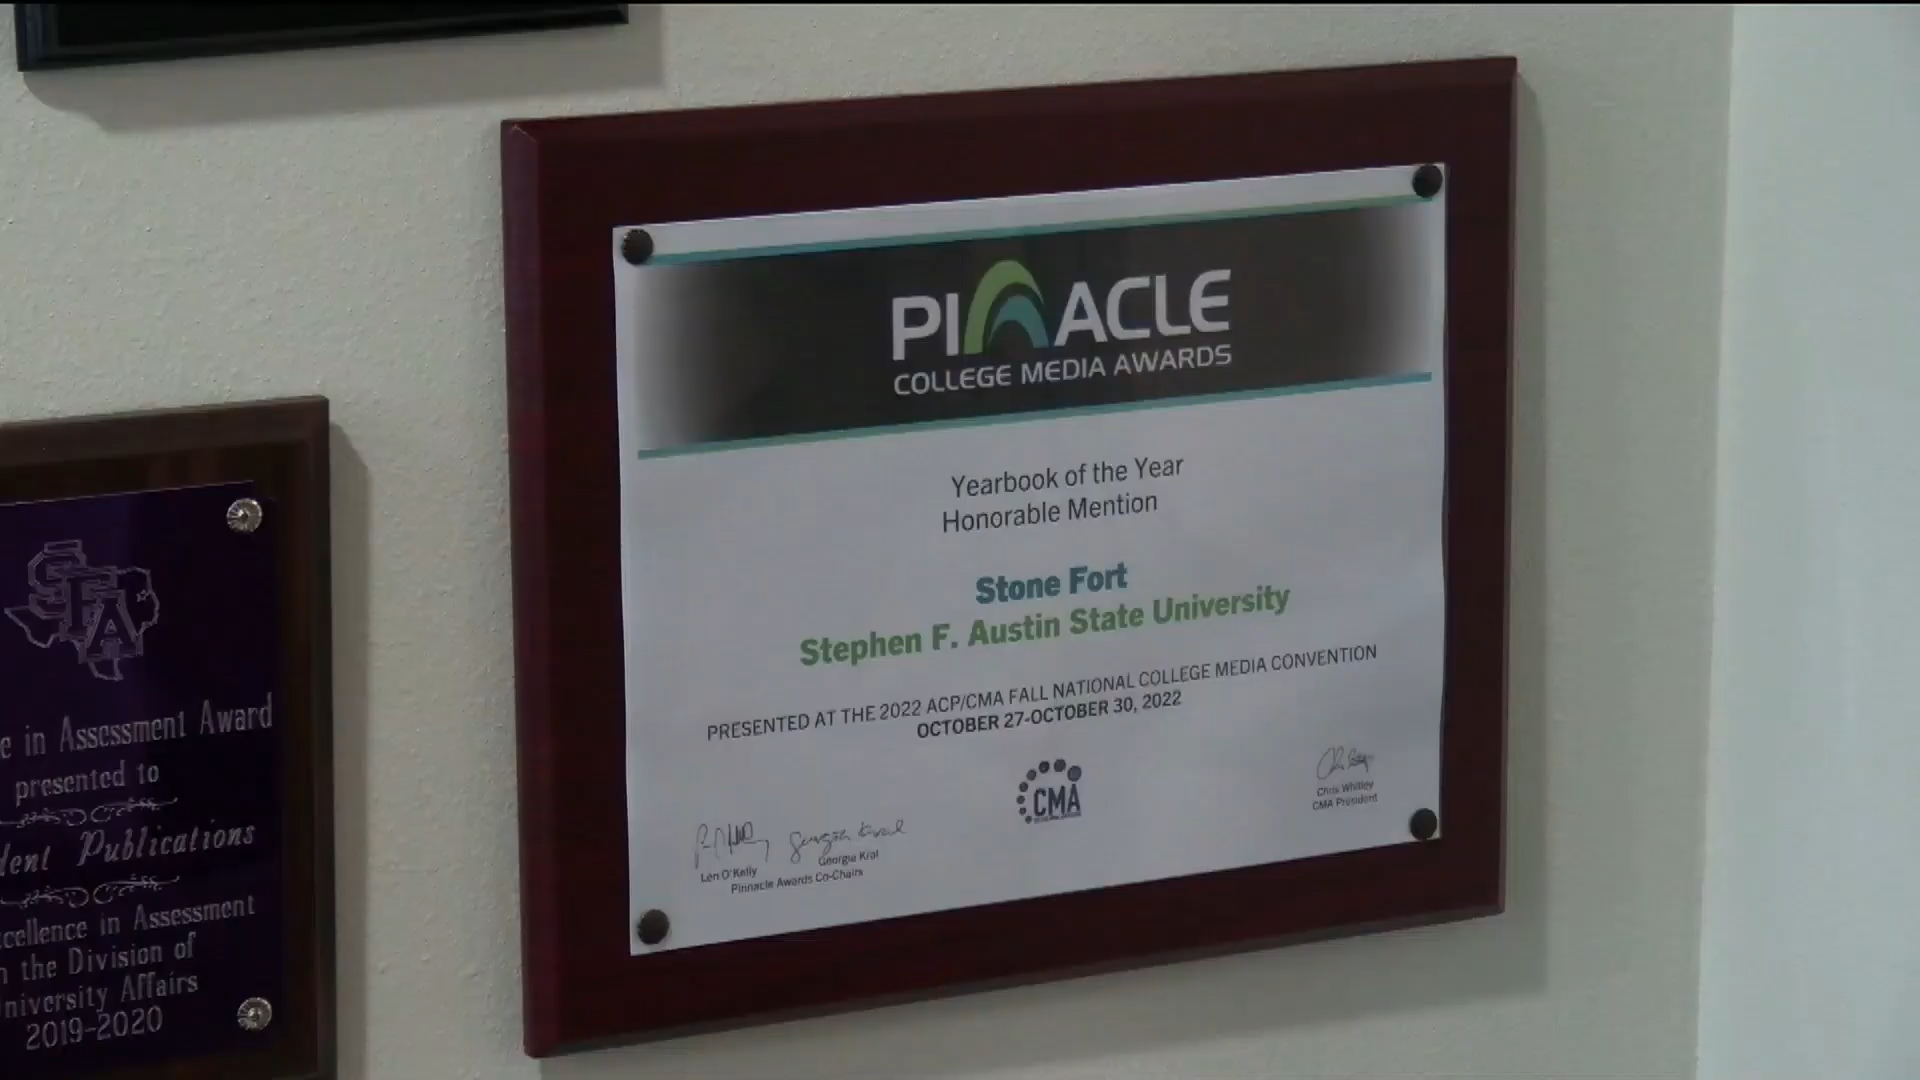 PINNACLE
COLLEGE MEDIA AWARDS
Yearbook of the Year
Honorable Mention
Stone Fort
Stephen F. Austin State University
PRESENTED AT THE 2022 ACP/CMA FALL NATIONAL COLLEGE MEDIA CONVENTION
OCTOBER 27-OCTOBER 30, 2022
CMA
Chris Whitley
CMA President
Len O'Kelly
Georgia Kral
Pinnacle Awards Co-Chairs
SFA
in Assessment Award
presented to
Publications
in Assessment
the Division of
Affairs
2019-2020